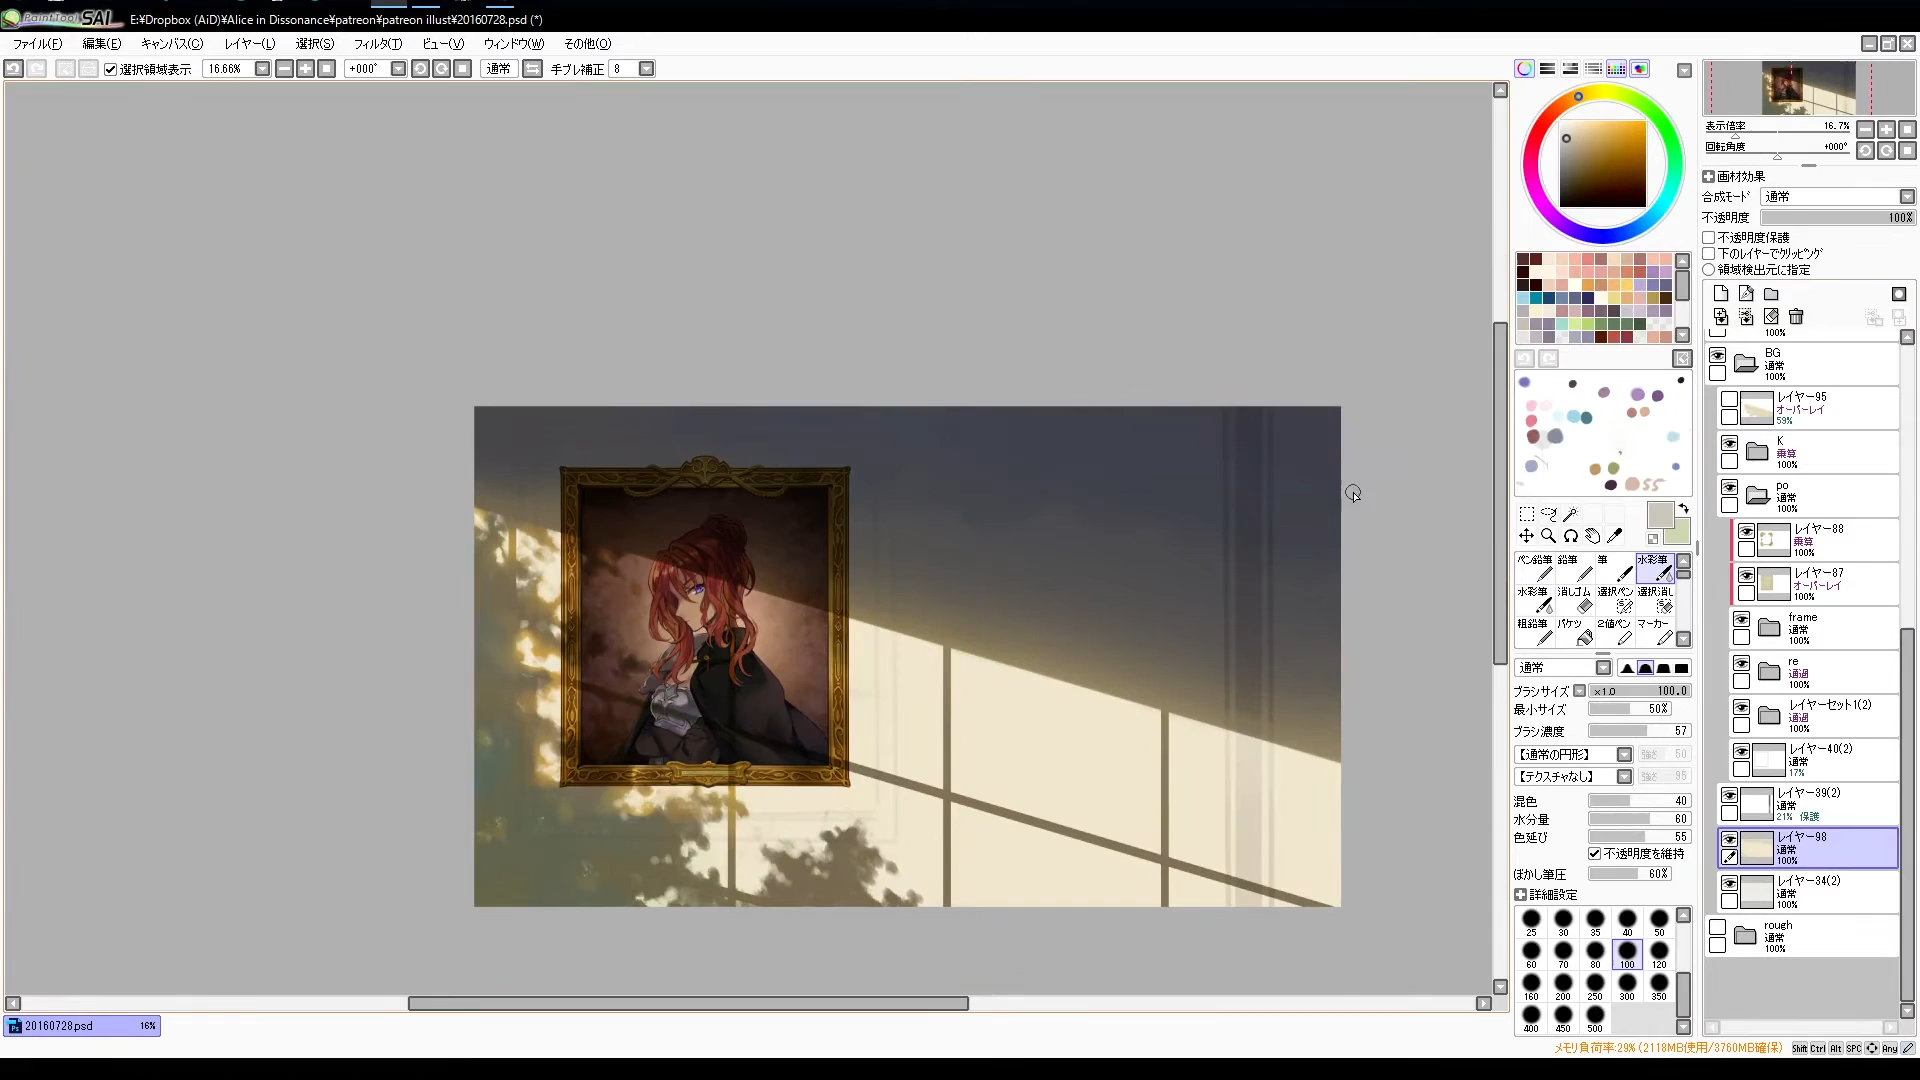 PaintTool SAI E:¥Dropbox (AiD)¥Alice in Dissonance¥patreon¥patreon illust¥20160728.psd (*)
ファイル(F) 編集(E) キャンバス(C) レイヤー(L) 選択(S) フィルタ(T) ビュー(V) ウィンドウ(W) その他(O)
選択領域表示 16.66% +000° 通常 手ブレ補正 8
表示倍率 16.7%
回転角度 +000°
画材効果
合成モード 通常
不透明度 100%
不透明度保護
下のレイヤーでクリッピング
領域検出元に指定
100%
BG
通常
100%
レイヤー95
オーバーレイ
59%
K
乗算
100%
po
通常
100%
レイヤー88
乗算
100%
レイヤー87
オーバーレイ
100%
frame
通常
100%
re
通過
100%
レイヤーセット1(2)
通過
100%
レイヤー40(2)
通常
17%
レイヤー39(2)
通常
21% 保護
レイヤー98
通常
100%
レイヤー34(2)
通常
100%
rough
通常
100%
ペン鉛筆 鉛筆 筆 水彩筆
水彩筆 消しゴム 選択ペン 選択消し
粗鉛筆 バケツ 2値ペン マーカー
通常
ブラシサイズ x1.0 100.0
最小サイズ 50%
ブラシ濃度 57
【通常の円形】 強さ 50
【テクスチャなし】 強さ 95
混色 40
水分量 60
色延び 55
不透明度を維持
ぼかし筆圧 60%
詳細設定
25 30 35 40 50
60 70 80 100 120
160 200 250 300 350
400 450 500
20160728.psd 16%
メモリ負荷率:29% (2118MB使用/3760MB確保) Shift Ctrl Alt SPC Any